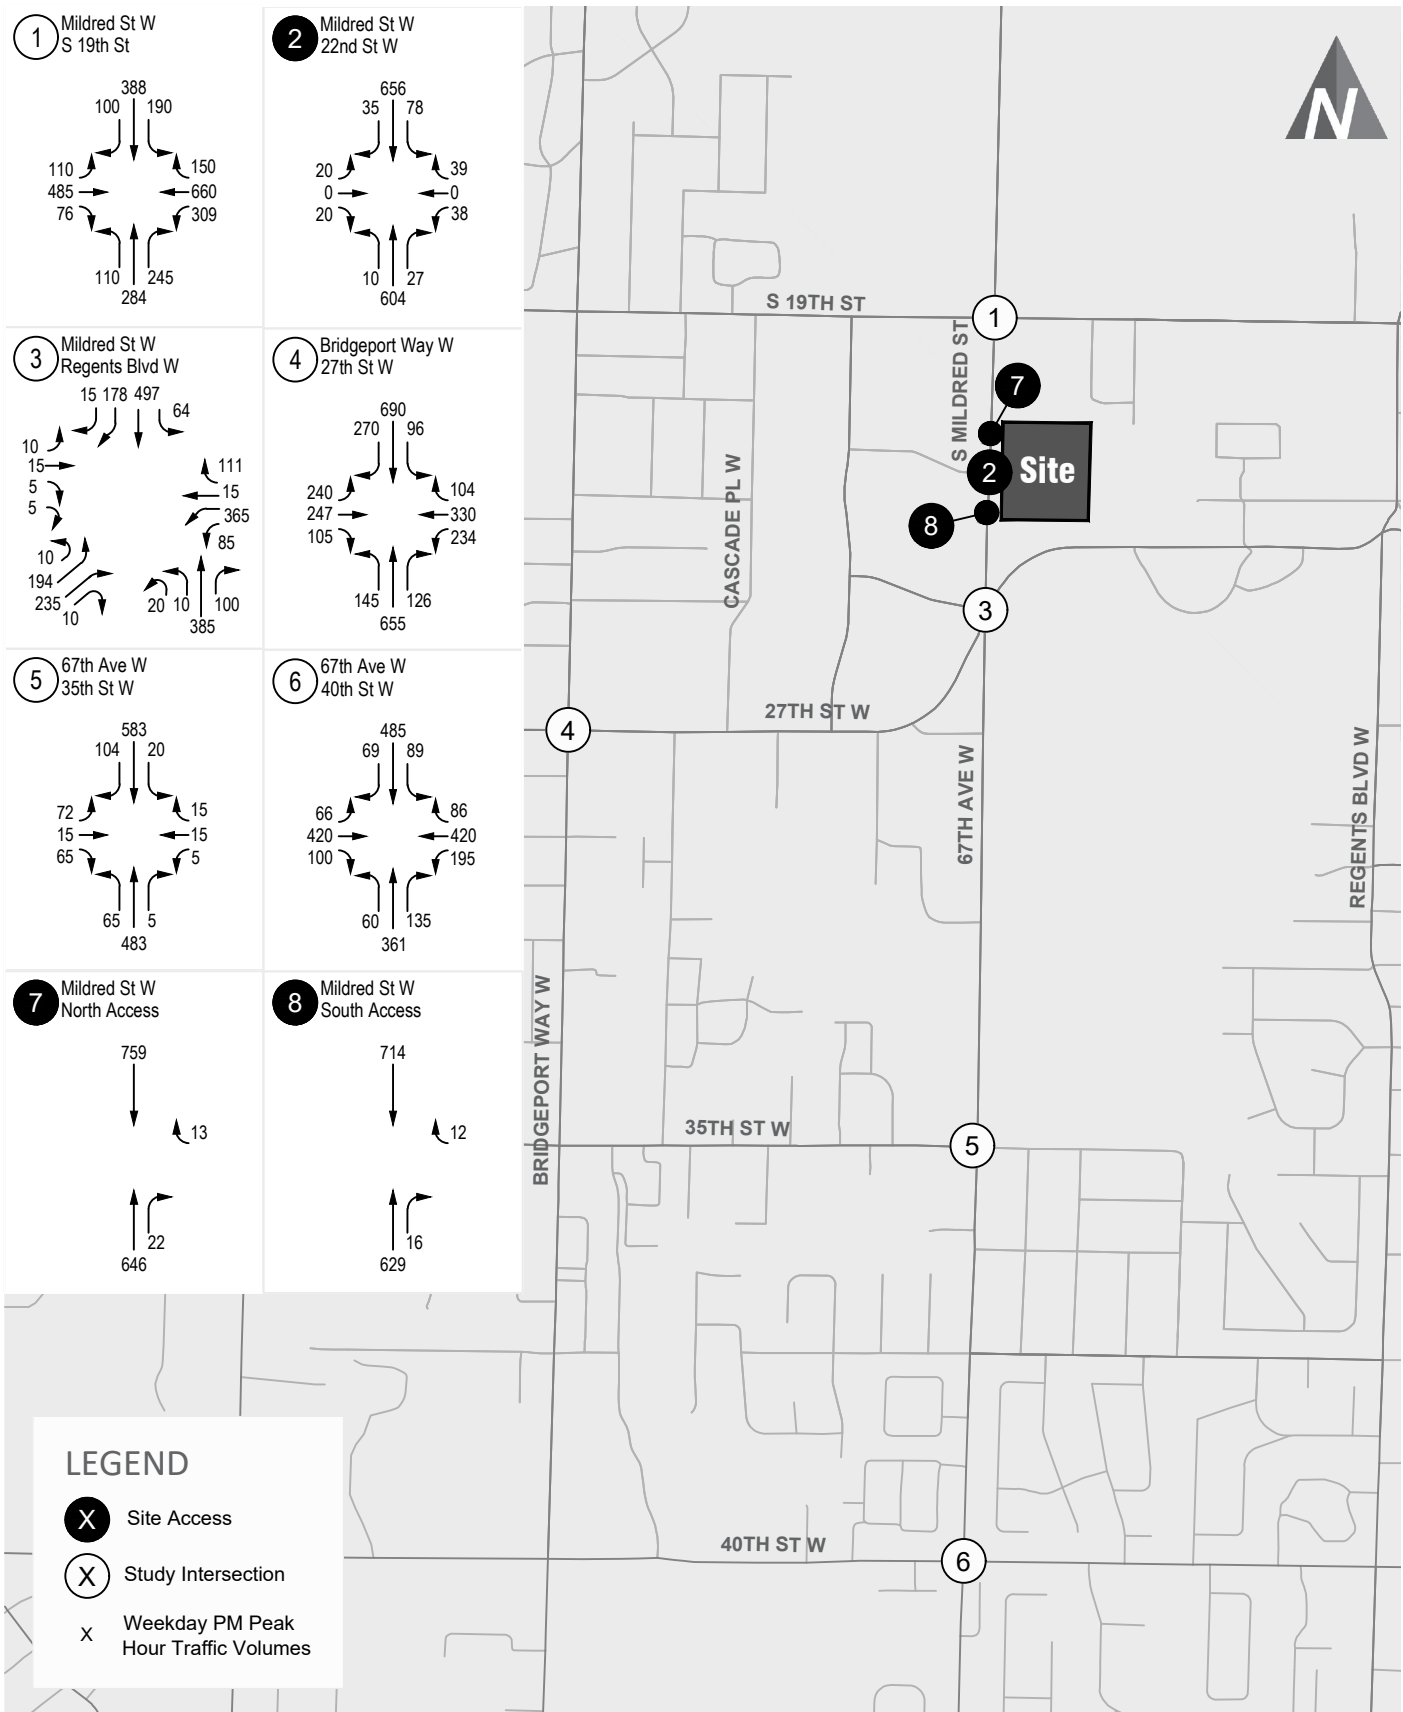 1
Mildred St W
S 19th St
388
100 190
110 150
485 660
76 309
110 245
284
2
Mildred St W
22nd St W
656
35 78
20 39
0 0
20 38
10 27
604
3
Mildred St W
Regents Blvd W
15 178 497
64
10
15
5
5
111
15
365
85
10
194
235
10
20 10 100
385
4
Bridgeport Way W
27th St W
690
270 96
240 104
247 330
105 234
145 126
655
5
67th Ave W
35th St W
583
104 20
72 15
15 15
65 5
65 5
483
6
67th Ave W
40th St W
485
69 89
66 86
420 420
100 195
60 135
361
7
Mildred St W
North Access
759
13
22
646
8
Mildred St W
South Access
714
12
16
629
N
S 19TH ST
1
S MILDRED ST
7
2
Site
8
CASCADE PL W
3
27TH ST W
4
67TH AVE W
REGENTS BLVD W
BRIDGEPORT WAY W
35TH ST W
5
40TH ST W
6
LEGEND
X Site Access
X Study Intersection
X Weekday PM Peak
Hour Traffic Volumes